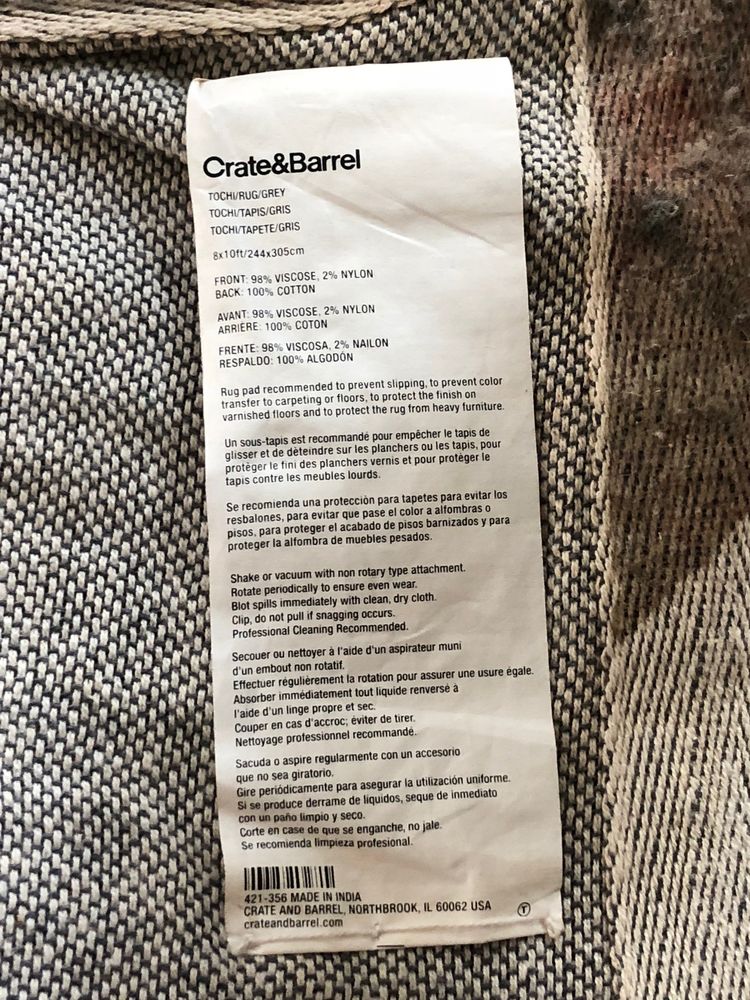 Crate&Barrel
TOCHI/RUG/GREY
TOCHI/TAPIS/GRIS
TOCHI/TAPETE/GRIS
8x10ft/244x305cm
FRONT: 98% VISCOSE, 2% NYLON
BACK: 100% COTTON
AVANT: 98% VISCOSE, 2% NYLON
ARRIÈRE: 100% COTON
FRENTE: 98% VISCOSA, 2% NAILON
RESPALDO: 100% ALGODÓN
Rug pad recommended to prevent slipping, to prevent color
transfer to carpeting or floors, to protect the finish on
varnished floors and to protect the rug from heavy furniture.
Un sous-tapis est recommandé pour empêcher le tapis de
glisser et de déteindre sur les planchers ou les tapis, pour
protéger le fini des planchers vernis et pour protéger le
tapis contre les meubles lourds.
Se recomienda una protección para tapetes para evitar los
resbalones, para evitar que pase el color a alfombras o
pisos, para proteger el acabado de pisos barnizados y para
proteger la alfombra de muebles pesados.
Shake or vacuum with non rotary type attachment.
Rotate periodically to ensure even wear.
Blot spills immediately with clean, dry cloth.
Clip, do not pull if snagging occurs.
Professional Cleaning Recommended.
Secouer ou nettoyer à l'aide d'un aspirateur muni
d'un embout non rotatif.
Effectuer régulièrement la rotation pour assurer une usure égale.
Absorber immédiatement tout liquide renversé à
l'aide d'un linge propre et sec.
Couper en cas d'accroc; éviter de tirer.
Nettoyage professionnel recommandé.
Sacuda o aspire regularmente con un accesorio
que no sea giratorio.
Gire periódicamente para asegurar la utilización uniforme.
Si se produce derrame de líquidos, seque de inmediato
con un paño limpio y seco.
Corte en case de que se enganche, no jale.
Se recomienda limpieza profesional.
421-356 MADE IN INDIA
CRATE AND BARREL, NORTHBROOK, IL 60062 USA
crateandbarrel.com